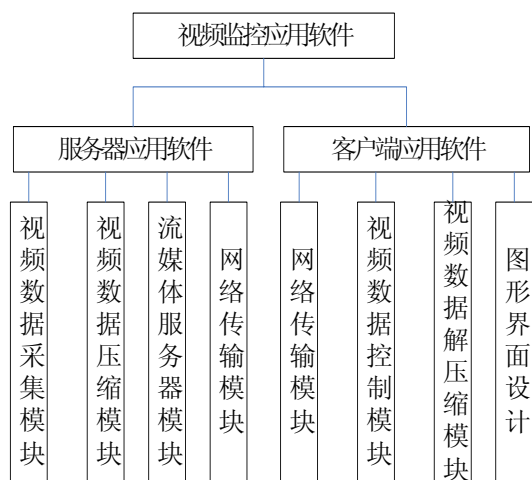 视频监控应用软件
服务器应用软件
客户端应用软件
视频数据采集模块
视频数据压缩模块
流媒体服务器模块
网络传输模块
网络传输模块
视频数据控制模块
视频数据解压缩模块
图形界面设计